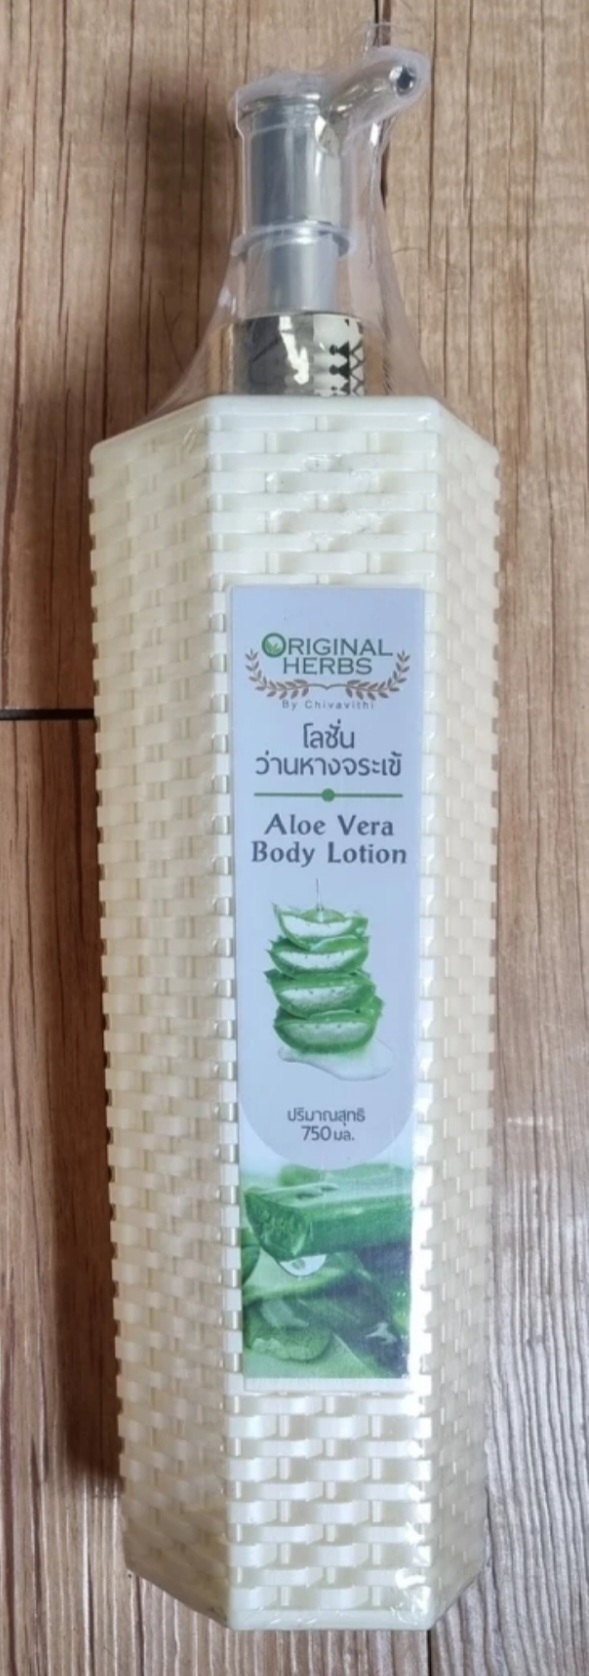 ORIGINAL
HERBS
By Chivavithi
โลชั่น
ว่านหางจระเข้
Aloe Vera
Body Lotion
ปริมาณสุทธิ
750 มล.